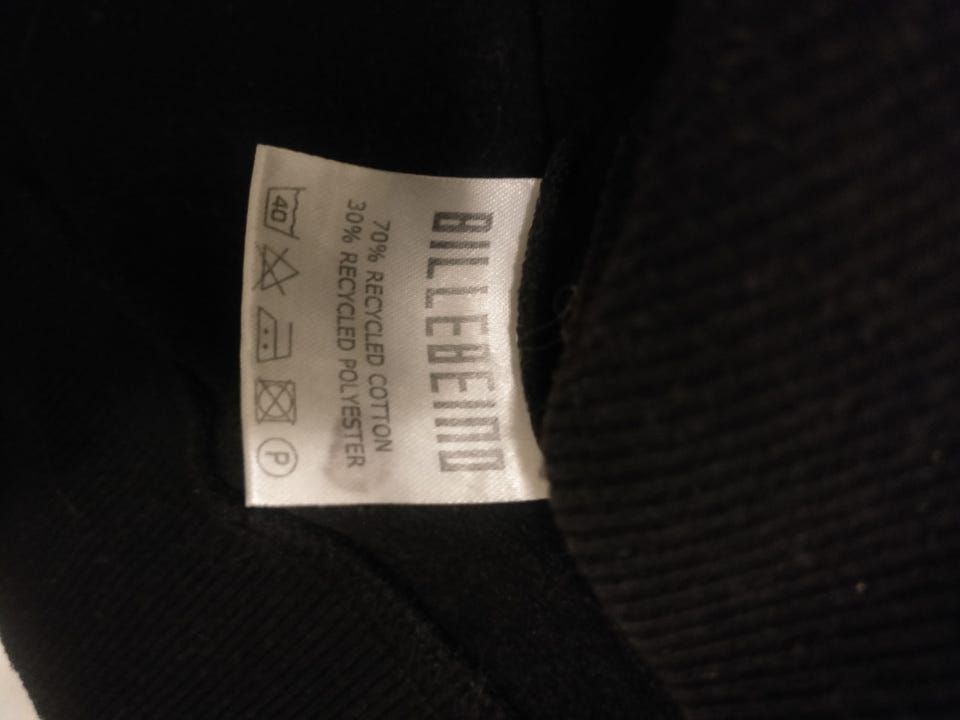 BILLEBEINO
70% RECYCLED COTTON
30% RECYCLED POLYESTER
40 P